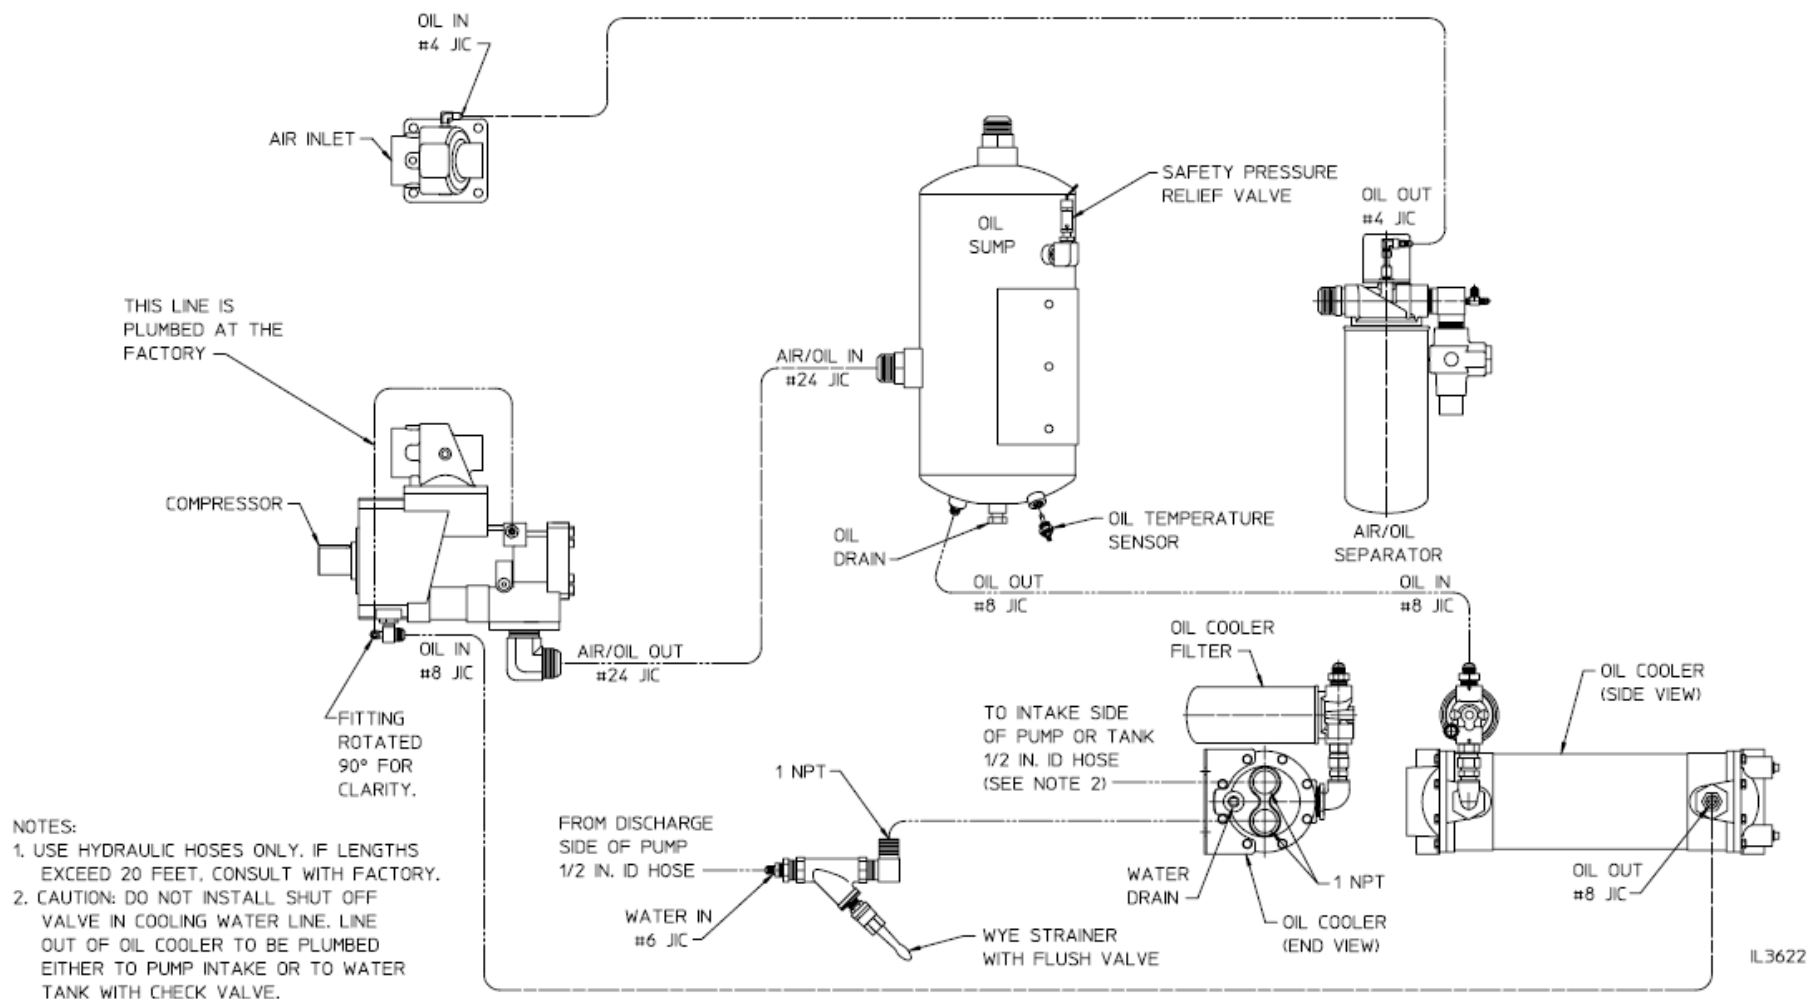 OIL IN
#4 JIC
AIR INLET
SAFETY PRESSURE
RELIEF VALVE
OIL
SUMP
OIL OUT
#4 JIC
THIS LINE IS
PLUMBED AT THE
FACTORY
AIR/OIL IN
#24 JIC
COMPRESSOR
OIL
DRAIN
OIL TEMPERATURE
SENSOR
AIR/OIL
SEPARATOR
OIL OUT
#8 JIC
OIL IN
#8 JIC
OIL IN
#8 JIC
AIR/OIL OUT
#24 JIC
OIL COOLER
FILTER
OIL COOLER
(SIDE VIEW)
FITTING
ROTATED
90° FOR
CLARITY.
TO INTAKE SIDE
OF PUMP OR TANK
1/2 IN. ID HOSE
(SEE NOTE 2)
1 NPT
FROM DISCHARGE
SIDE OF PUMP
1/2 IN. ID HOSE
WATER IN
#6 JIC
WATER
DRAIN
1 NPT
OIL COOLER
(END VIEW)
OIL OUT
#8 JIC
WYE STRAINER
WITH FLUSH VALVE
NOTES:
1. USE HYDRAULIC HOSES ONLY. IF LENGTHS
EXCEED 20 FEET, CONSULT WITH FACTORY.
2. CAUTION: DO NOT INSTALL SHUT OFF
VALVE IN COOLING WATER LINE. LINE
OUT OF OIL COOLER TO BE PLUMBED
EITHER TO PUMP INTAKE OR TO WATER
TANK WITH CHECK VALVE.
IL3622